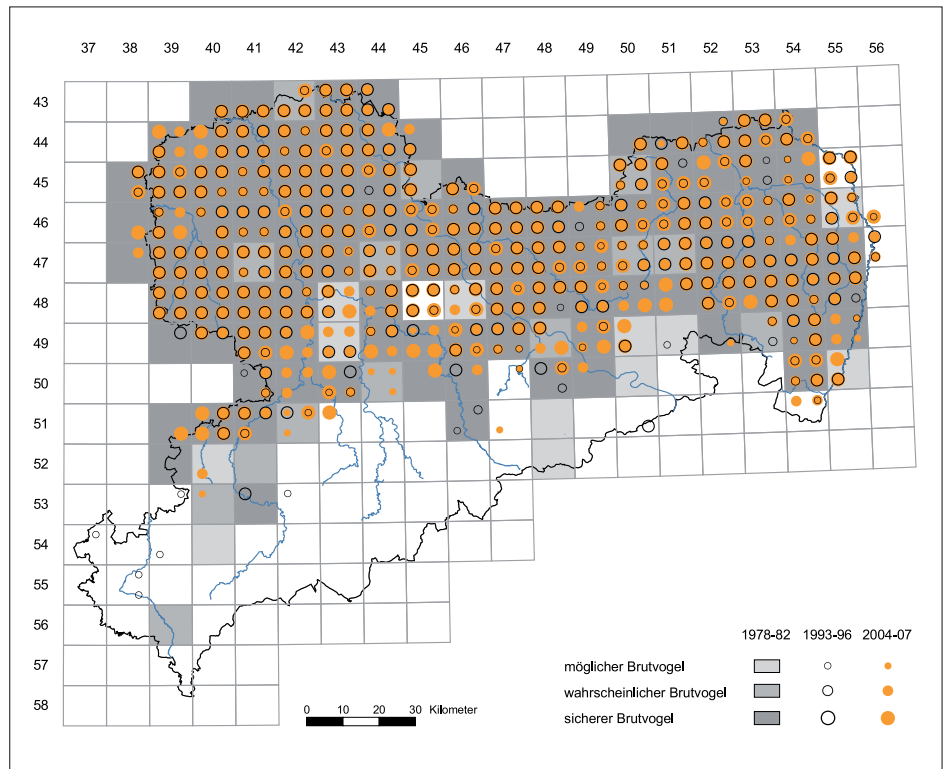 37 38 39 40 41 42 43 44 45 46 47 48 49 50 51 52 53 54 55 56
43
44
45
46
47
48
49
50
51
52
53
54
55
56
57
58
1978-82 1993-96 2004-07
möglicher Brutvogel
wahrscheinlicher Brutvogel
sicherer Brutvogel
0 10 20 30 Kilometer